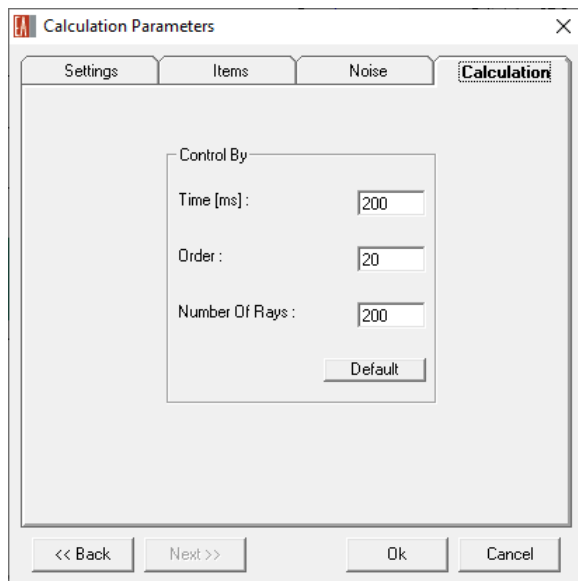 EA
Calculation Parameters
Settings Items Noise Calculation
Control By
Time [ms] : 200
Order : 20
Number Of Rays : 200
Default
<< Back Next >> Ok Cancel